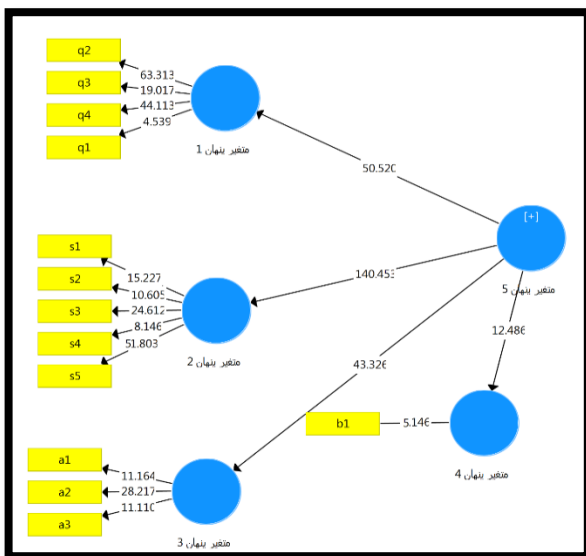 q2
q3
q4
q1
63.313
19.017
44.113
4.539
متغیر پنهان 1
50.520
[+]
متغیر پنهان 5
s1
s2
s3
s4
s5
15.227
10.605
24.612
8.146
51.803
متغیر پنهان 2
140.453
12.486
43.326
b1
5.146
متغیر پنهان 4
a1
a2
a3
11.164
28.217
11.110
متغیر پنهان 3